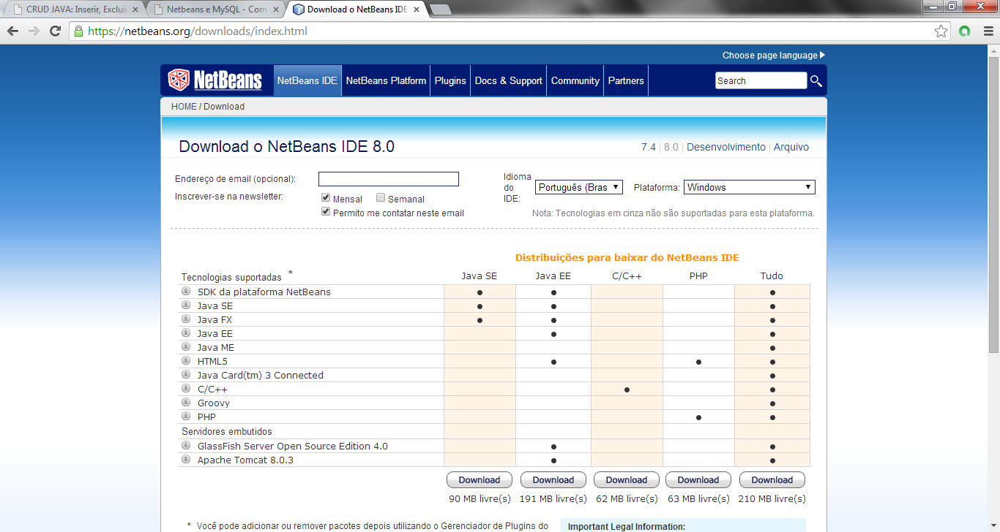 CRUD JAVA: Inserir, Excluir
Netbeans e MySQL - Com
Download o NetBeans IDE
https://netbeans.org/downloads/index.html
Choose page language
NetBeans
NetBeans IDE
NetBeans Platform
Plugins
Docs & Support
Community
Partners
Search
HOME / Download
Download o NetBeans IDE 8.0
7.4 | 8.0 | Desenvolvimento | Arquivo
Endereço de email (opcional):
Inscrever-se na newsletter:
Mensal
Semanal
Permito me contatar neste email
Idioma
do
IDE:
Português (Bras
Plataforma:
Windows
Nota: Tecnologias em cinza não são suportadas para esta plataforma.
Distribuições para baixar do NetBeans IDE
Tecnologias suportadas *
Java SE
Java EE
C/C++
PHP
Tudo
SDK da plataforma NetBeans
Java SE
Java FX
Java EE
Java ME
HTML5
Java Card(tm) 3 Connected
C/C++
Groovy
PHP
Servidores embutidos
GlassFish Server Open Source Edition 4.0
Apache Tomcat 8.0.3
Download
Download
Download
Download
Download
90 MB livre(s)
191 MB livre(s)
62 MB livre(s)
63 MB livre(s)
210 MB livre(s)
* Você pode adicionar ou remover pacotes depois utilizando o Gerenciador de Plugins do
Important Legal Information: